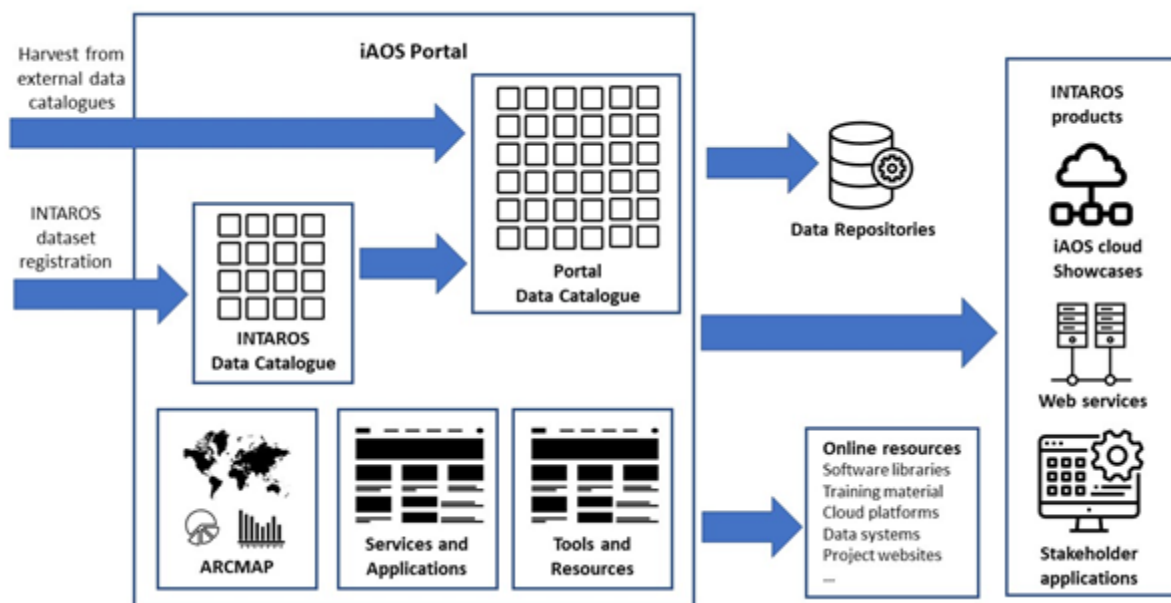 Harvest from
external data
catalogues
INTAROS
dataset
registration
iAOS Portal
INTAROS
Data Catalogue
Portal
Data Catalogue
ARCMAP
Services and
Applications
Tools and
Resources
Data Repositories
Online resources
Software libraries
Training material
Cloud platforms
Data systems
Project websites
...
INTAROS
products
iAOS cloud
Showcases
Web services
Stakeholder
applications